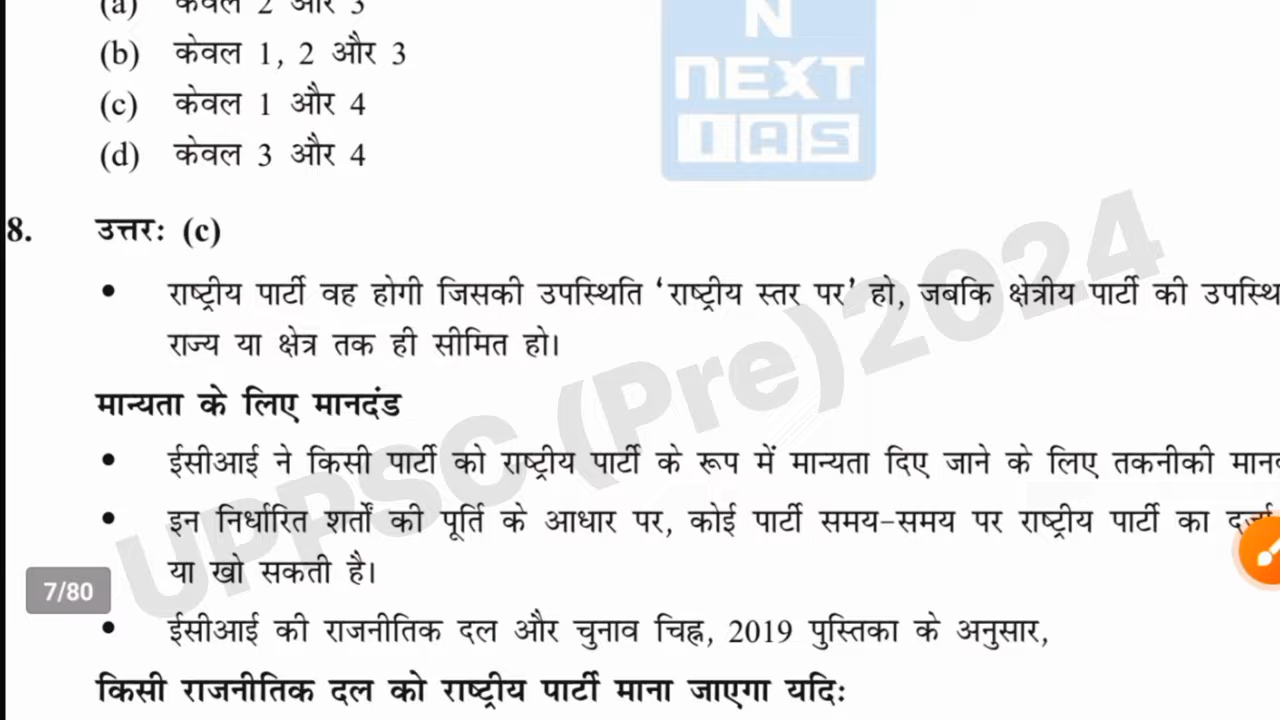 (a) केवल 2 और 3
(b) केवल 1, 2 और 3
(c) केवल 1 और 4
(d) केवल 3 और 4
N
NEXT
IAS
8. उत्तरः (c)
• राष्ट्रीय पार्टी वह होगी जिसकी उपस्थिति ‘राष्ट्रीय स्तर पर’ हो, जबकि क्षेत्रीय पार्टी की
राज्य या क्षेत्र तक ही सीमित हो।
मान्यता के लिए मानदंड
• ईसीआई ने किसी पार्टी को राष्ट्रीय पार्टी के रूप में मान्यता दिए जाने के लिए तकनीकी
• इन निर्धारित शर्तों की पूर्ति के आधार पर, कोई पार्टी समय-समय पर राष्ट्रीय पार्टी का दर्जा
या खो सकती है।
7/80
• ईसीआई की राजनीतिक दल और चुनाव चिह्न, 2019 पुस्तिका के अनुसार,
किसी राजनीतिक दल को राष्ट्रीय पार्टी माना जाएगा यदिः
UPPSC (Pre) 2024